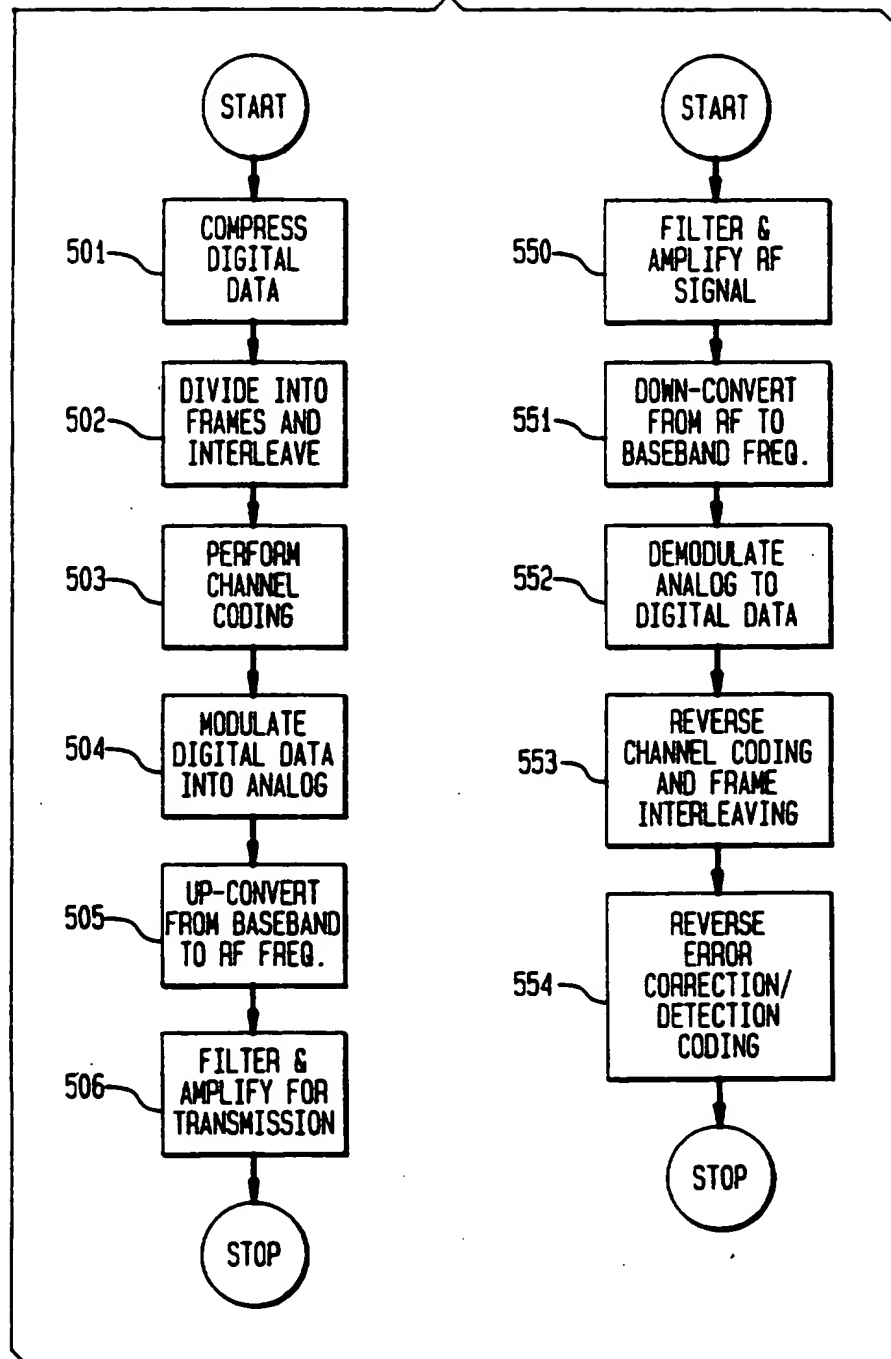 START
501
COMPRESS
DIGITAL
DATA
502
DIVIDE INTO
FRAMES AND
INTERLEAVE
503
PERFORM
CHANNEL
CODING
504
MODULATE
DIGITAL DATA
INTO ANALOG
505
UP-CONVERT
FROM BASEBAND
TO RF FREQ.
506
FILTER &
AMPLIFY FOR
TRANSMISSION
STOP
START
550
FILTER &
AMPLIFY RF
SIGNAL
551
DOWN-CONVERT
FROM RF TO
BASEBAND FREQ.
552
DEMODULATE
ANALOG TO
DIGITAL DATA
553
REVERSE
CHANNEL CODING
AND FRAME
INTERLEAVING
554
REVERSE
ERROR
CORRECTION/
DETECTION
CODING
STOP